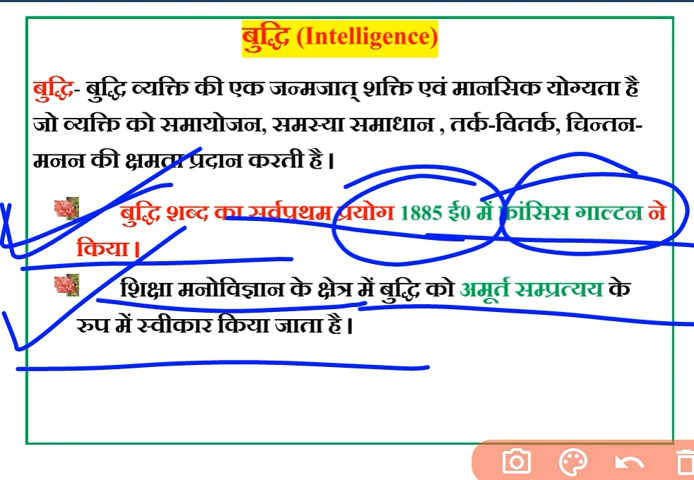 बुद्धि (Intelligence)
बुद्धि- बुद्धि व्यक्ति की एक जन्मजात् शक्ति एवं मानसिक योग्यता है
जो व्यक्ति को समायोजन, समस्या समाधान , तर्क-वितर्क, चिन्तन-
मनन की क्षमता प्रदान करती है।
बुद्धि शब्द का सर्वप्रथम प्रयोग 1885 ई0 में फ्रांसिस गाल्टन ने
किया।
शिक्षा मनोविज्ञान के क्षेत्र में बुद्धि को अमूर्त सम्प्रत्यय के
रुप में स्वीकार किया जाता है।